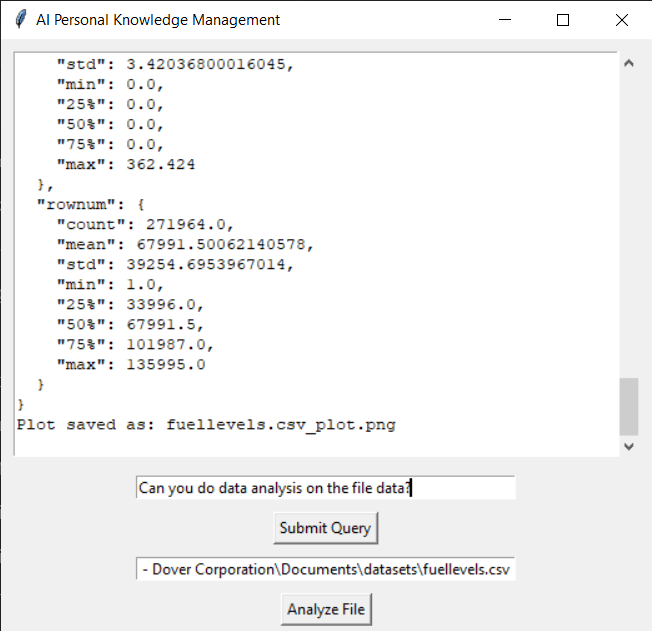 AI Personal Knowledge Management
"std": 3.42036800016045,
"min": 0.0,
"25%": 0.0,
"50%": 0.0,
"75%": 0.0,
"max": 362.424
},
"rownum": {
"count": 271964.0,
"mean": 67991.50062140578,
"std": 39254.6953967014,
"min": 1.0,
"25%": 33996.0,
"50%": 67991.5,
"75%": 101987.0,
"max": 135995.0
}
}
Plot saved as: fuellevels.csv_plot.png
Can you do data analysis on the file data?
Submit Query
- Dover Corporation\Documents\datasets\fuellevels.csv
Analyze File